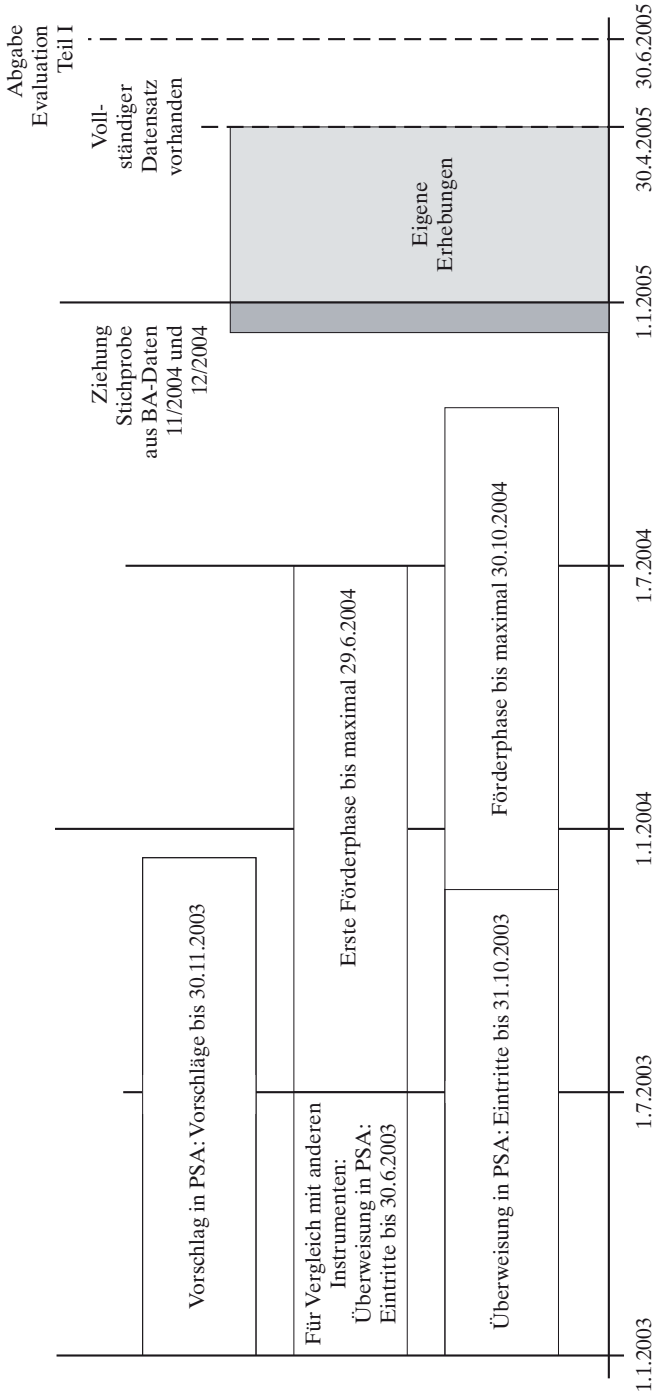 Abgabe
Evaluation
Teil I
Voll-
ständiger
Datensatz
vorhanden
Ziehung
Stichprobe
aus BA-Daten
11/2004 und
12/2004
Vorschlag in PSA: Vorschläge bis 30.11.2003
Für Vergleich mit anderen
Instrumenten:
Überweisung in PSA:
Eintritte bis 30.6.2003
Erste Förderphase bis maximal 29.6.2004
Eigene
Erhebungen
Überweisung in PSA: Eintritte bis 31.10.2003
Förderphase bis maximal 30.10.2004
1.1.2003
1.7.2003
1.1.2004
1.7.2004
1.1.2005
30.4.2005
30.6.2005